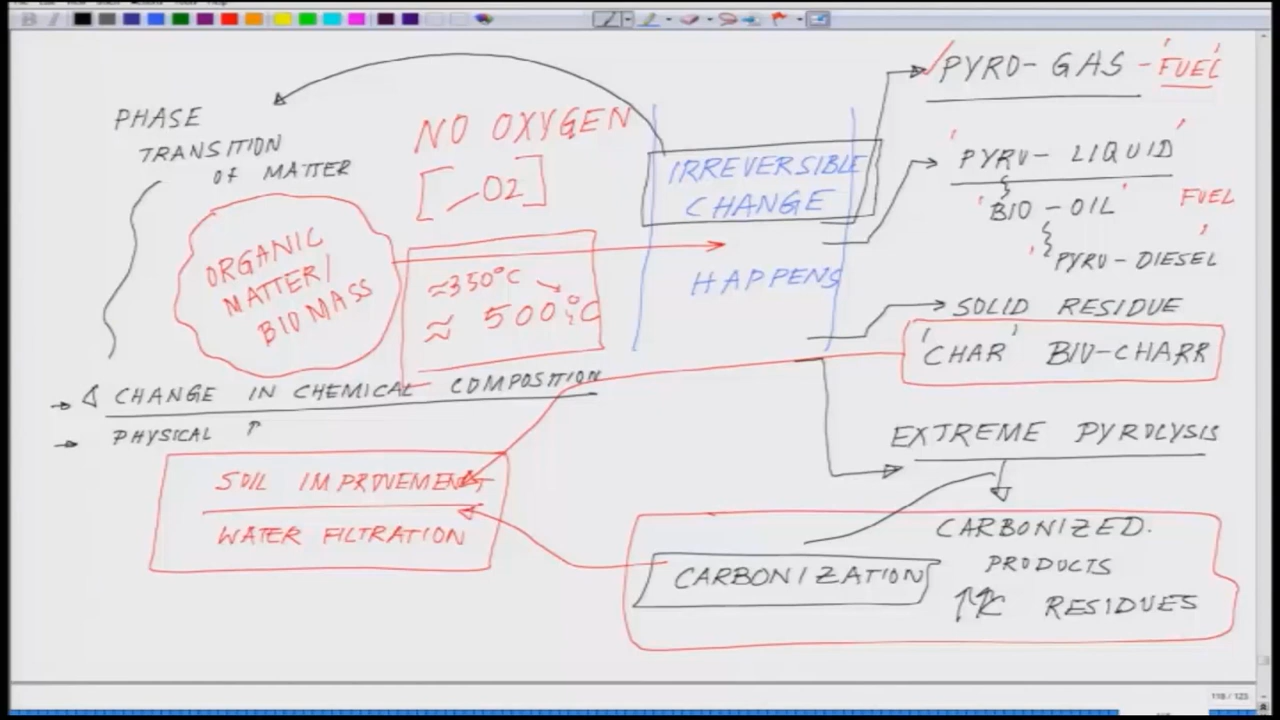 PHASE
TRANSITION
OF MATTER
NO OXYGEN
[-O2]
ORGANIC
MATTER/
BIOMASS
≈350°C
≈ 500°C
IRREVERSIBLE
CHANGE
HAPPENS
PYRO-GAS - 'FUEL'
'PYRO-LIQUID'
'BIO-OIL'
FUEL
'PYRO-DIESEL'
SOLID RESIDUE
'CHAR' BIO-CHARR
Δ CHANGE IN CHEMICAL COMPOSITION
PHYSICAL ↑
SOIL IMPROVEMENT
WATER FILTRATION
EXTREME PYROLYSIS
CARBONIZED.
PRODUCTS
↑↑C RESIDUES
CARBONIZATION
118 / 123